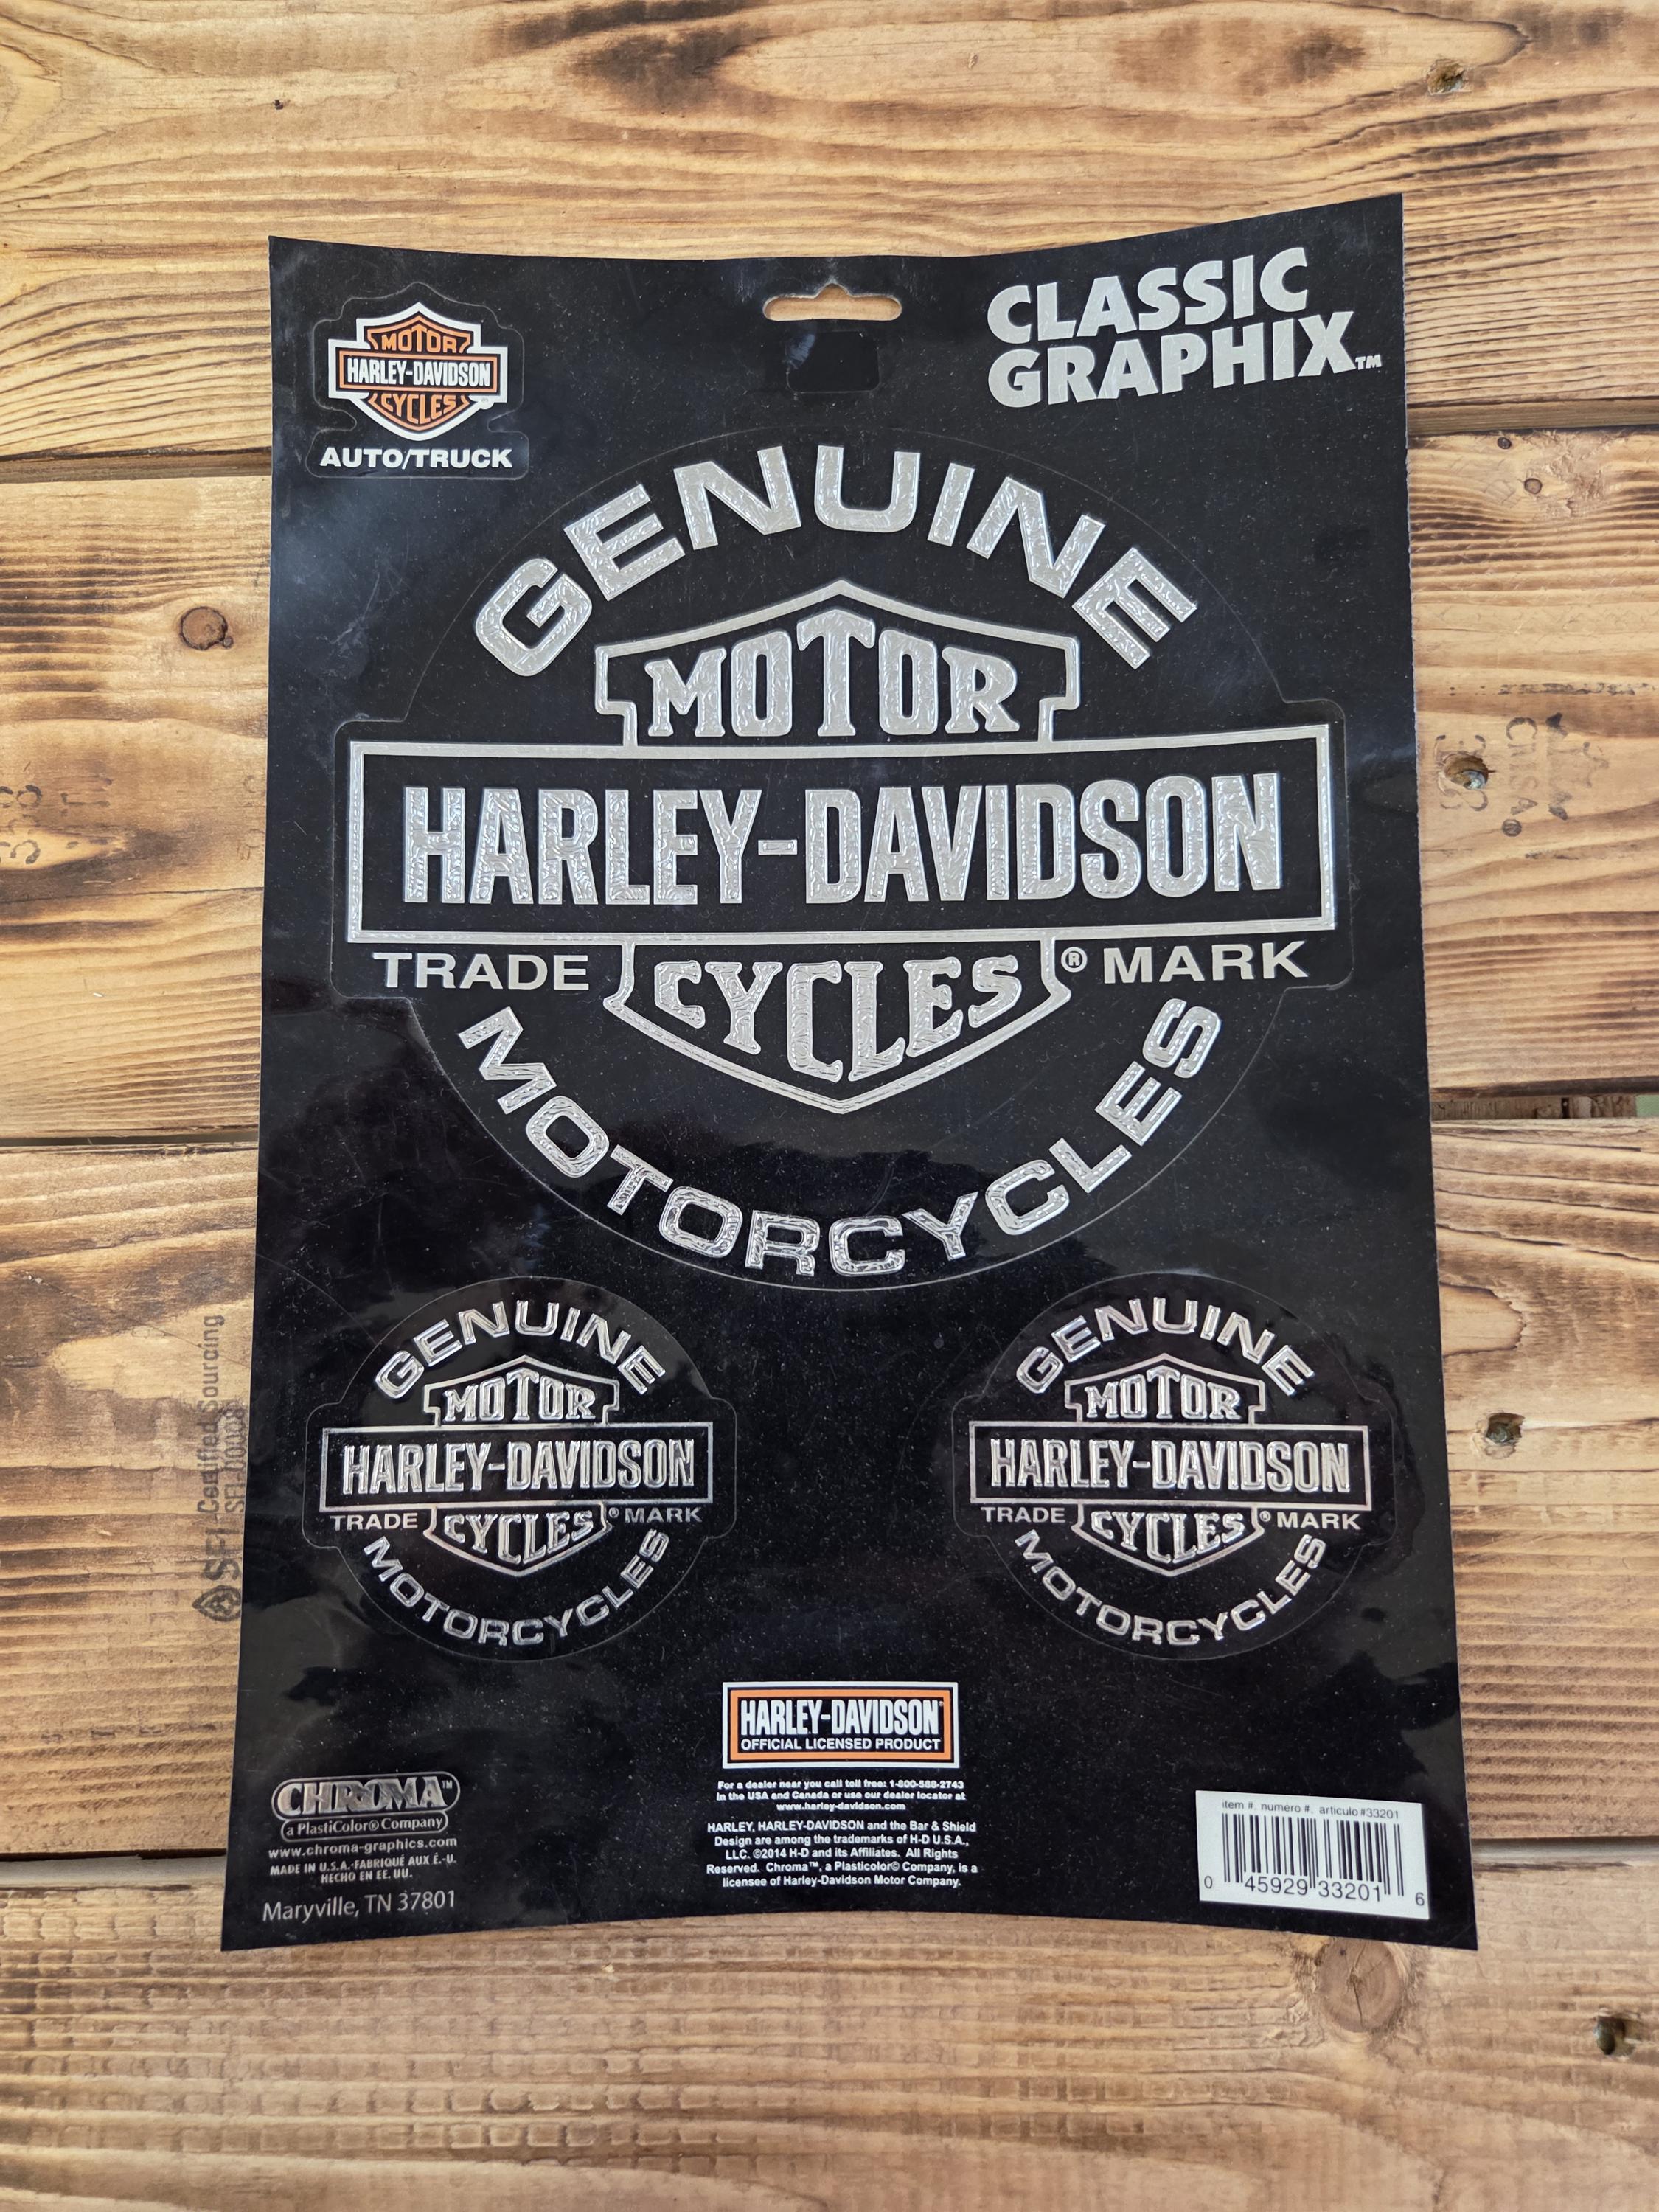 MOTOR
HARLEY-DAVIDSON
CYCLES
AUTO/TRUCK
CLASSIC
GRAPHIX™
GENUINE
MOTOR
HARLEY-DAVIDSON
TRADE CYCLES ® MARK
MOTORCYCLES
GENUINE
MOTOR
HARLEY-DAVIDSON
TRADE CYCLES ® MARK
MOTORCYCLES
GENUINE
MOTOR
HARLEY-DAVIDSON
TRADE CYCLES ® MARK
MOTORCYCLES
HARLEY-DAVIDSON
OFFICIAL LICENSED PRODUCT
For a dealer near you call toll free: 1-800-588-2743
in the USA and Canada or use our dealer locator at
www.harley-davidson.com
HARLEY, HARLEY-DAVIDSON and the Bar & Shield
Design are among the trademarks of H-D U.S.A.,
LLC. ©2014 H-D and its Affiliates. All Rights
Reserved. Chroma™, a Plasticolor© Company, is a
licensee of Harley-Davidson Motor Company.
CHROMA™
a PlastiColor® Company
www.chroma-graphics.com
MADE IN U.S.A.-FABRIQUÉ AUX É.-U.
HECHO EN EE. UU.
Maryville, TN 37801
item #. numéro #. articulo #33201
0 45929 33201 6
SFI Certified Sourcing